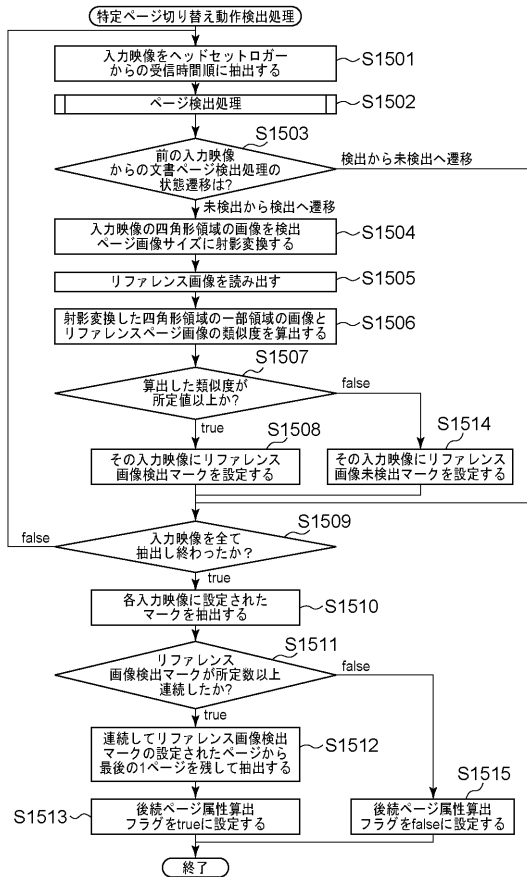 特定ページ切り替え動作検出処理
入力映像をヘッドセットロガー
からの受信時間順に抽出する
S1501
ページ検出処理
S1502
S1503
前の入力映像
からの文書ページ検出処理の
状態遷移は?
検出から未検出へ遷移
未検出から検出へ遷移
入力映像の四角形領域の画像を検出
ページ画像サイズに射影変換する
S1504
リファレンス画像を読み出す
S1505
射影変換した四角形領域の一部領域の画像と
リファレンスページ画像の類似度を算出する
S1506
S1507
算出した類似度が
所定値以上か?
false
true
S1508
その入力映像にリファレンス
画像検出マークを設定する
S1514
その入力映像にリファレンス
画像未検出マークを設定する
S1509
入力映像を全て
抽出し終わったか?
false
true
各入力映像に設定された
マークを抽出する
S1510
S1511
リファレンス
画像検出マークが所定数以上
連続したか?
false
true
連続してリファレンス画像検出
マークの設定されたページから
最後の1ページを残して抽出する
S1512
S1513
後続ページ属性算出
フラグをtrueに設定する
S1515
後続ページ属性算出
フラグをfalseに設定する
終了